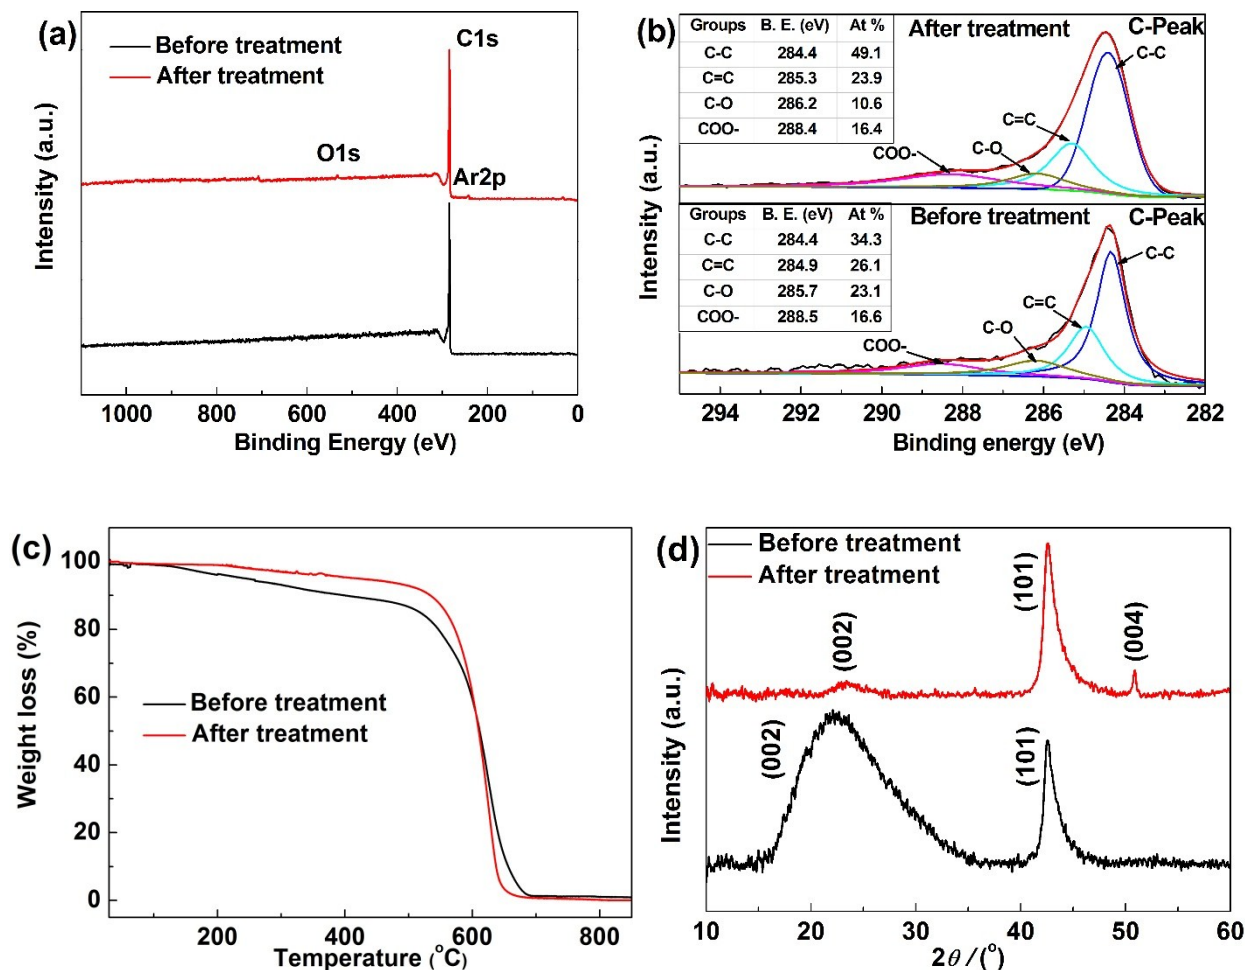 (a)
Before treatment
After treatment
C1s
O1s
Ar2p
Intensity (a.u.)
1000 800 600 400 200 0
Binding Energy (eV)
(b)
Groups B. E. (eV) At %
C-C 284.4 49.1
C=C 285.3 23.9
C-O 286.2 10.6
COO- 288.4 16.4
After treatment
C-Peak
C-C
C=C
C-O
COO-
Groups B. E. (eV) At %
C-C 284.4 34.3
C=C 284.9 26.1
C-O 285.7 23.1
COO- 288.5 16.6
Before treatment
C-Peak
C-C
C=C
C-O
COO-
Intensity (a.u.)
294 292 290 288 286 284 282
Binding energy (eV)
(c)
100
80
60
40
20
0
Before treatment
After treatment
Weight loss (%)
200 400 600 800
Temperature (°C)
(d)
Before treatment
After treatment
(002)
(101)
(004)
(002)
(101)
Intensity (a.u.)
10 20 30 40 50 60
2θ /(°)